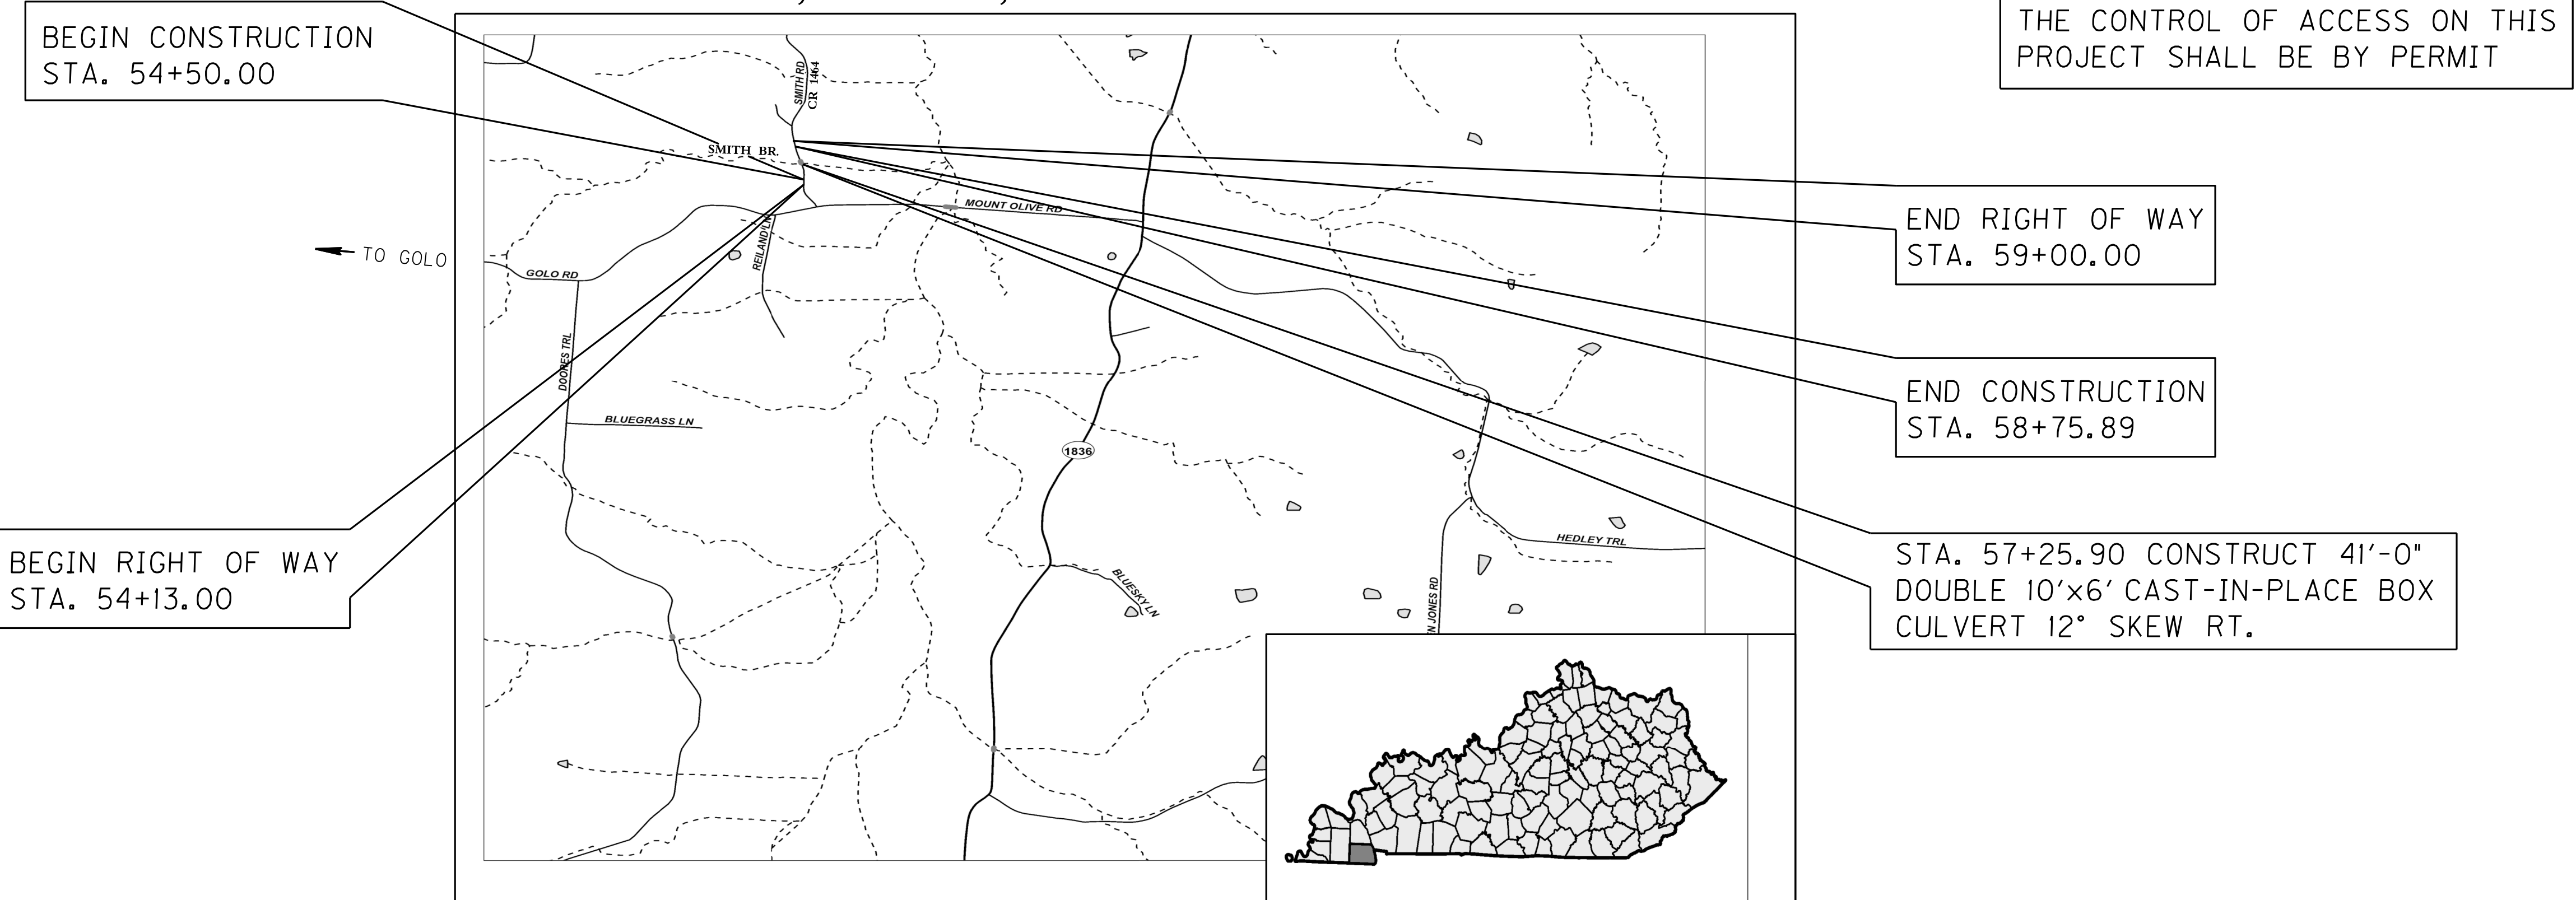 BEGIN CONSTRUCTION
STA. 54+50.00
THE CONTROL OF ACCESS ON THIS
PROJECT SHALL BE BY PERMIT
SMITH RD
CR 1464
SMITH BR.
MOUNT OLIVE RD
END RIGHT OF WAY
STA. 59+00.00
TO GOLO
REILAND LN
GOLO RD
DOORES TRL
BLUEGRASS LN
1836
END CONSTRUCTION
STA. 58+75.89
BEGIN RIGHT OF WAY
STA. 54+13.00
BLUESKY LN
HEDLEY TRL
N JONES RD
STA. 57+25.90 CONSTRUCT 41'-0"
DOUBLE 10'x6' CAST-IN-PLACE BOX
CULVERT 12° SKEW RT.